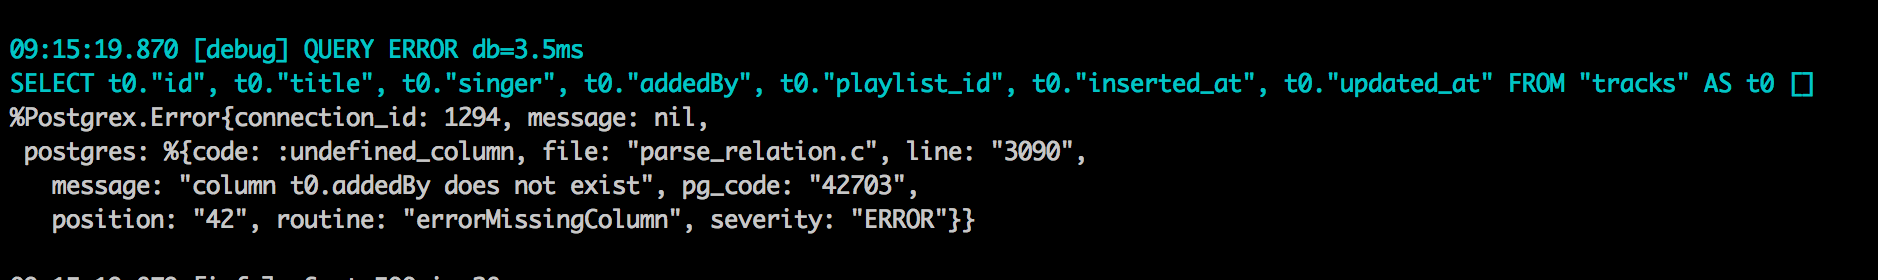 09:15:19.870 [debug] QUERY ERROR db=3.5ms
SELECT t0."id", t0."title", t0."singer", t0."addedBy", t0."playlist_id", t0."inserted_at", t0."updated_at" FROM "tracks" AS t0 []
%Postgrex.Error{connection_id: 1294, message: nil,
 postgres: %{code: :undefined_column, file: "parse_relation.c", line: "3090",
   message: "column t0.addedBy does not exist", pg_code: "42703",
   position: "42", routine: "errorMissingColumn", severity: "ERROR"}}